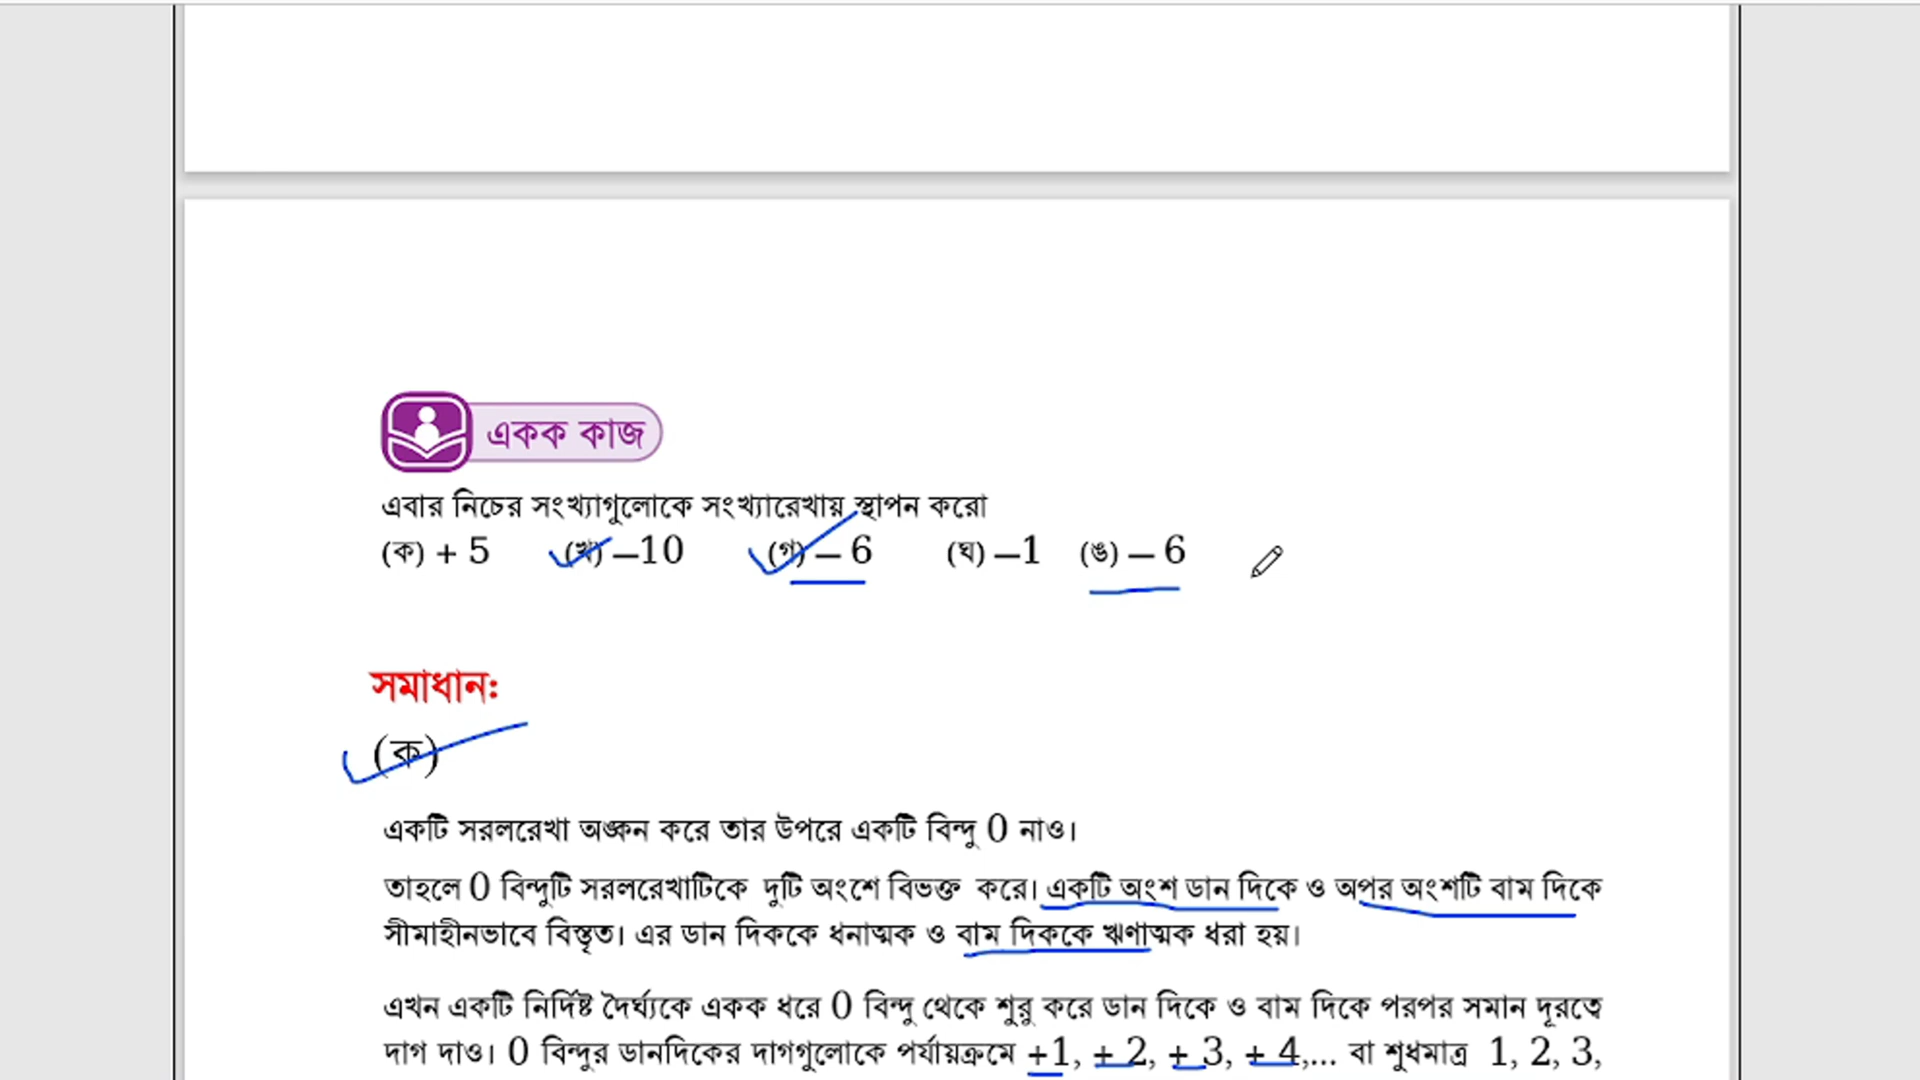 একক কাজ
এবার নিচের সংখ্যাগুলোকে সংখ্যারেখায় স্থাপন করো
(ক) + 5 (খ) –10 (গ) – 6 (ঘ) –1 (ঙ) – 6
সমাধান:
(ক)
একটি সরলরেখা অঙ্কন করে তার উপরে একটি বিন্দু 0 নাও।
তাহলে 0 বিন্দুটি সরলরেখাটিকে দুটি অংশে বিভক্ত করে। একটি অংশ ডান দিকে ও অপর অংশটি বাম দিকে
সীমাহীনভাবে বিস্তৃত। এর ডান দিককে ধনাত্মক ও বাম দিককে ঋণাত্মক ধরা হয়।
এখন একটি নির্দিষ্ট দৈর্ঘ্যকে একক ধরে 0 বিন্দু থেকে শুরু করে ডান দিকে ও বাম দিকে পরপর সমান দূরত্বে
দাগ দাও। 0 বিন্দুর ডানদিকের দাগগুলোকে পর্যায়ক্রমে +1, + 2, + 3, + 4,... বা শুধমাত্র 1, 2, 3,